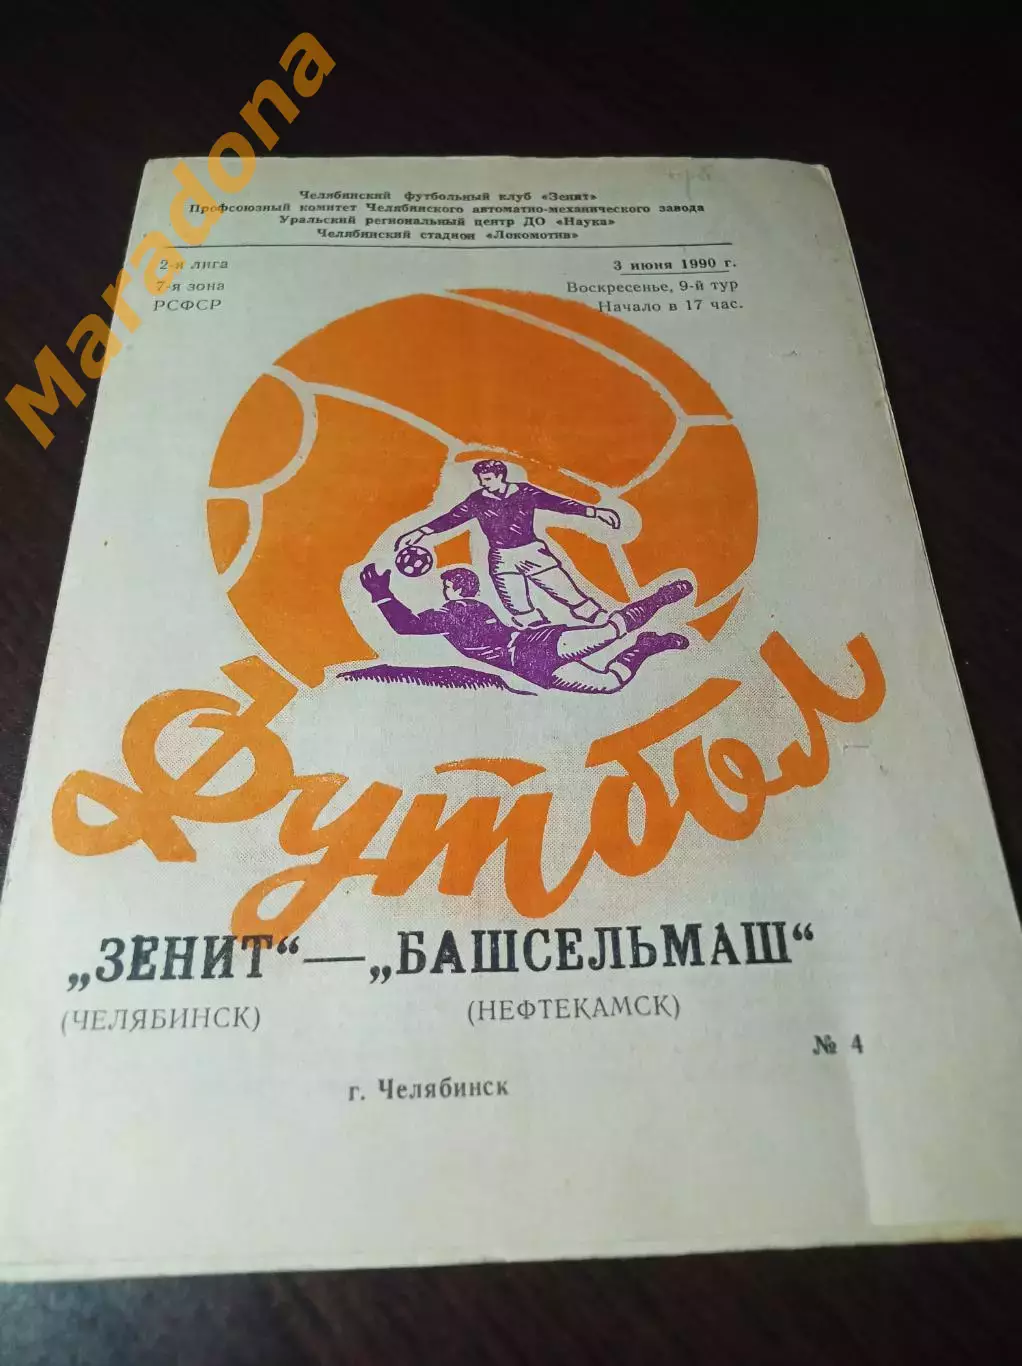 Maradona
Челябинский футбольный клуб «Зенит»
Профсоюзный комитет Челябинского автоматно-механического завода
Уральский региональный центр ДО «Наука»
Челябинский стадион «Локомотив»
2-я лига
7-я зона
РСФСР
3 июня 1990 г.
Воскресенье, 9-й тур
Начало в 17 час.
Футбол
„ЗЕНИТ“ — „БАШСЕЛЬМАШ“
(ЧЕЛЯБИНСК) (НЕФТЕКАМСК)
№ 4
г. Челябинск